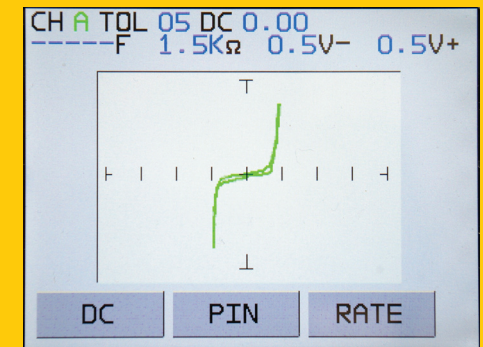 CH A TOL 05 DC 0.00
-----F 1.5KΩ 0.5V- 0.5V+
DC PIN RATE